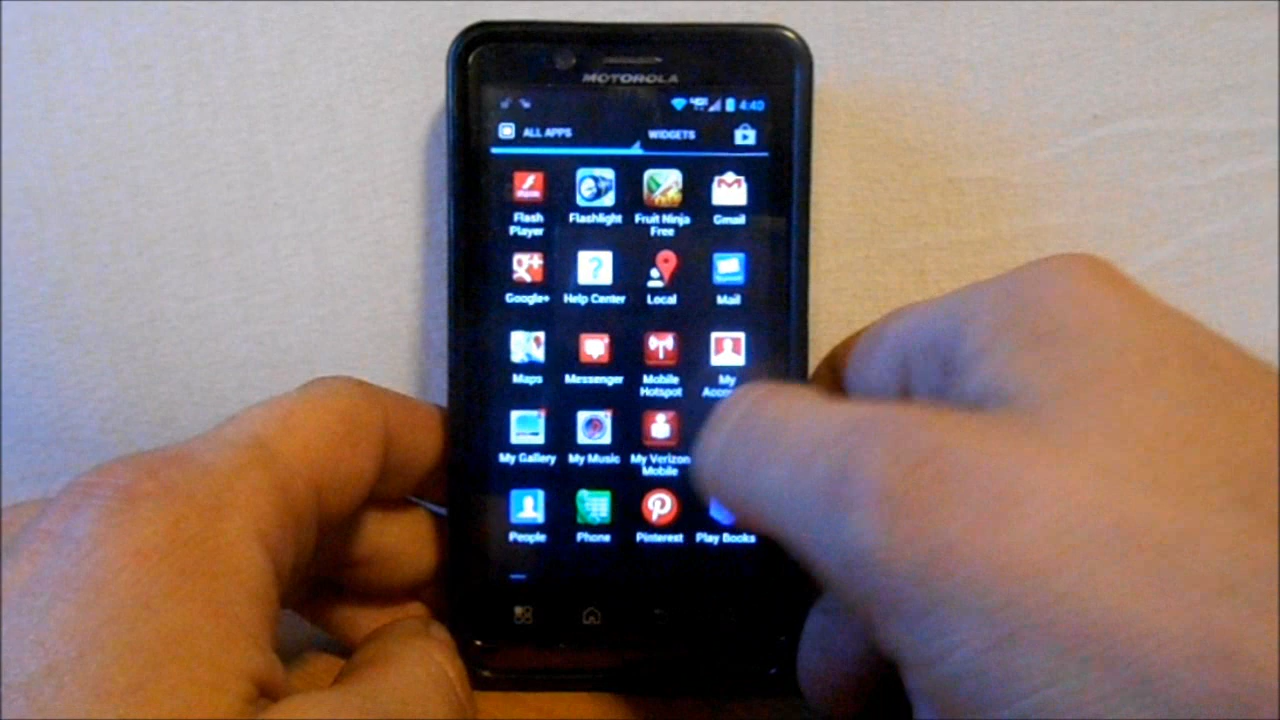 MOTOROLA
4:40
ALL APPS WIDGETS
Flash Player Flashlight Fruit Ninja Free Gmail
Google+ Help Center Local Mail
Maps Messenger Mobile Hotspot My
My Gallery My Music My Verizon Mobile
People Phone Pinterest Play Books